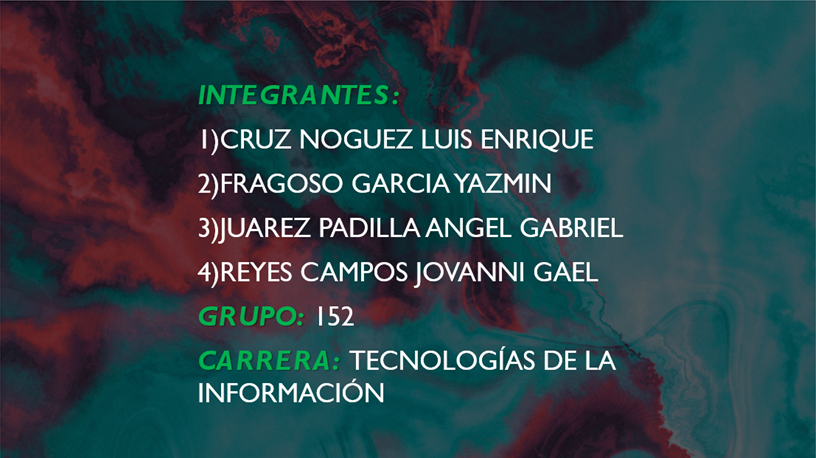 INTEGRANTES:
1)CRUZ NOGUEZ LUIS ENRIQUE
2)FRAGOSO GARCIA YAZMIN
3)JUAREZ PADILLA ANGEL GABRIEL
4)REYES CAMPOS JOVANNI GAEL
GRUPO: 152
CARRERA: TECNOLOGÍAS DE LA
INFORMACIÓN